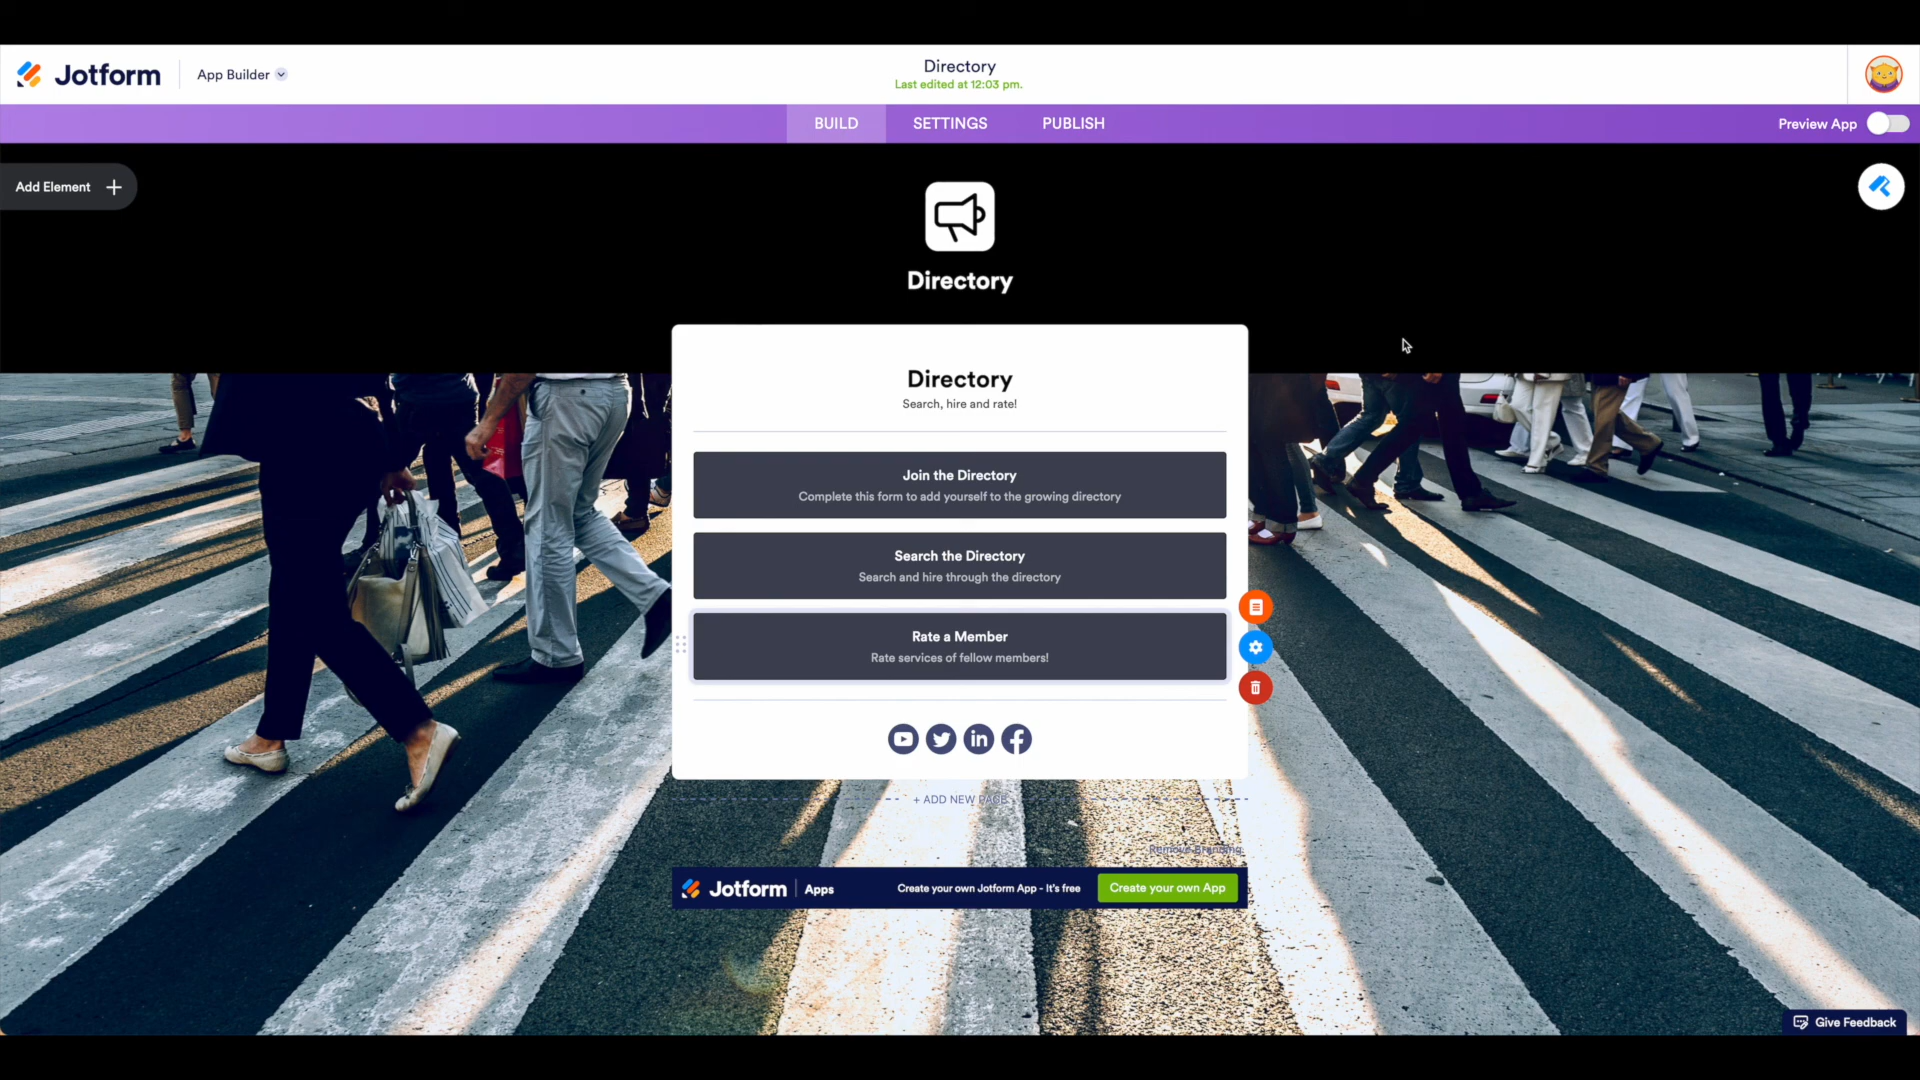 Jotform
App Builder
Directory
Last edited at 12:03 pm.
BUILD
SETTINGS
PUBLISH
Preview App
Add Element
Directory
Directory
Search, hire and rate!
Join the Directory
Complete this form to add yourself to the growing directory
Search the Directory
Search and hire through the directory
Rate a Member
Rate services of fellow members!
+ ADD NEW PAGE
Remove Branding
Jotform Apps
Create your own Jotform App - It's free
Create your own App
Give Feedback